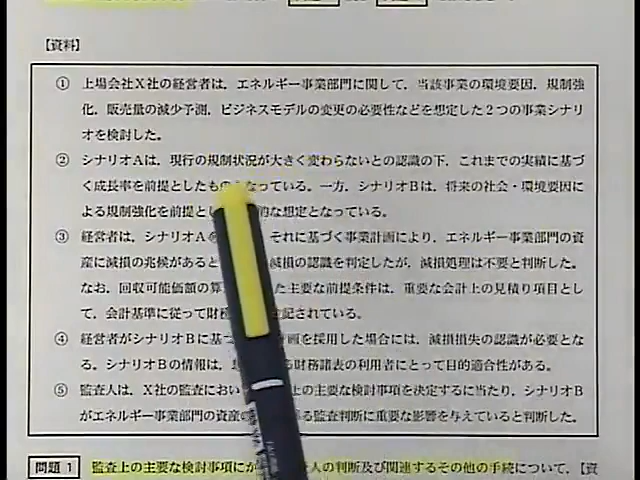 【資料】
① 上場会社X社の経営者は，エネルギー事業部門に関して，当該事業の環境要因，規制強
化，販売量の減少予測，ビジネスモデルの変更の必要性などを想定した２つの事業シナリ
オを検討した。
② シナリオAは，現行の規制状況が大きく変わらないとの認識の下，これまでの実績に基づ
く成長率を前提としたもの なっている。一方，シナリオBは，将来の社会・環境要因に
よる規制強化を前提とし 的な想定となっている。
③ 経営者は，シナリオA それに基づく事業計画により，エネルギー事業部門の資
産に減損の兆候があると 減損の認識を判定したが，減損処理は不要と判断した。
なお，回収可能価額の算 た主要な前提条件は，重要な会計上の見積り項目とし
て，会計基準に従って財 記されている。
④ 経営者がシナリオBに基 画を採用した場合には，減損損失の認識が必要とな
る。シナリオBの情報は， 財務諸表の利用者にとって目的適合性がある。
⑤ 監査人は，X社の監査におい 上の主要な検討事項を決定するに当たり，シナリオB
がエネルギー事業部門の資産の る監査判断に重要な影響を与えていると判断した。
問題 1 監査上の主要な検討事項に 人の判断及び関連するその他の手続について，【資